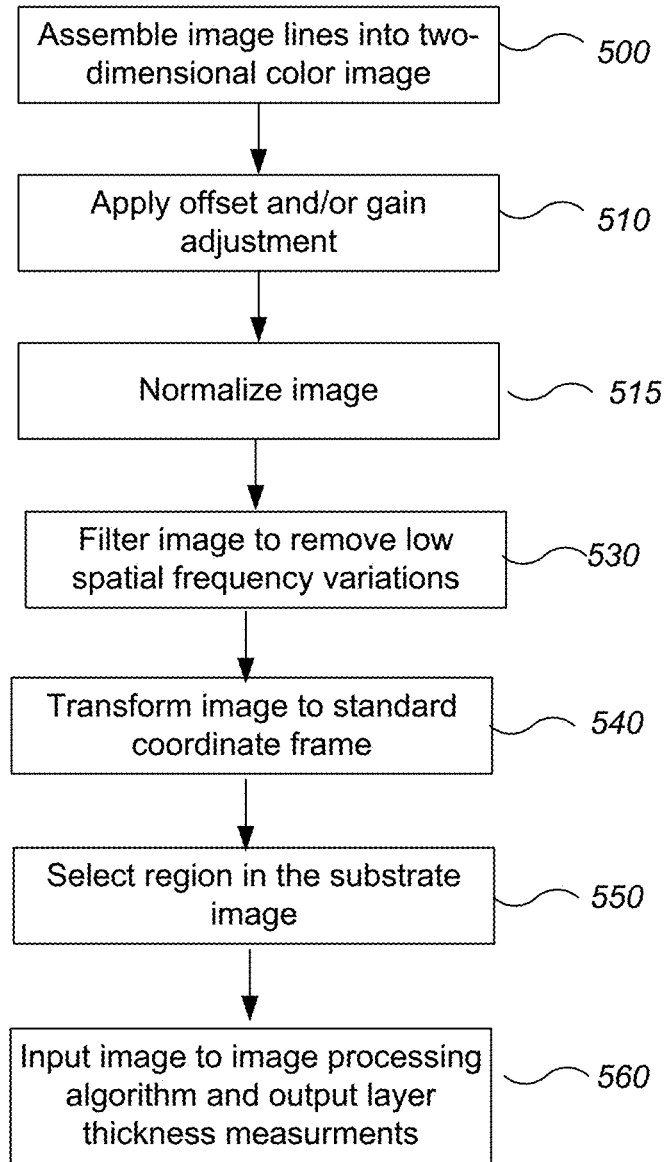 Assemble image lines into two-
dimensional color image
500
Apply offset and/or gain
adjustment
510
Normalize image
515
Filter image to remove low
spatial frequency variations
530
Transform image to standard
coordinate frame
540
Select region in the substrate
image
550
Input image to image processing
algorithm and output layer
thickness measurments
560